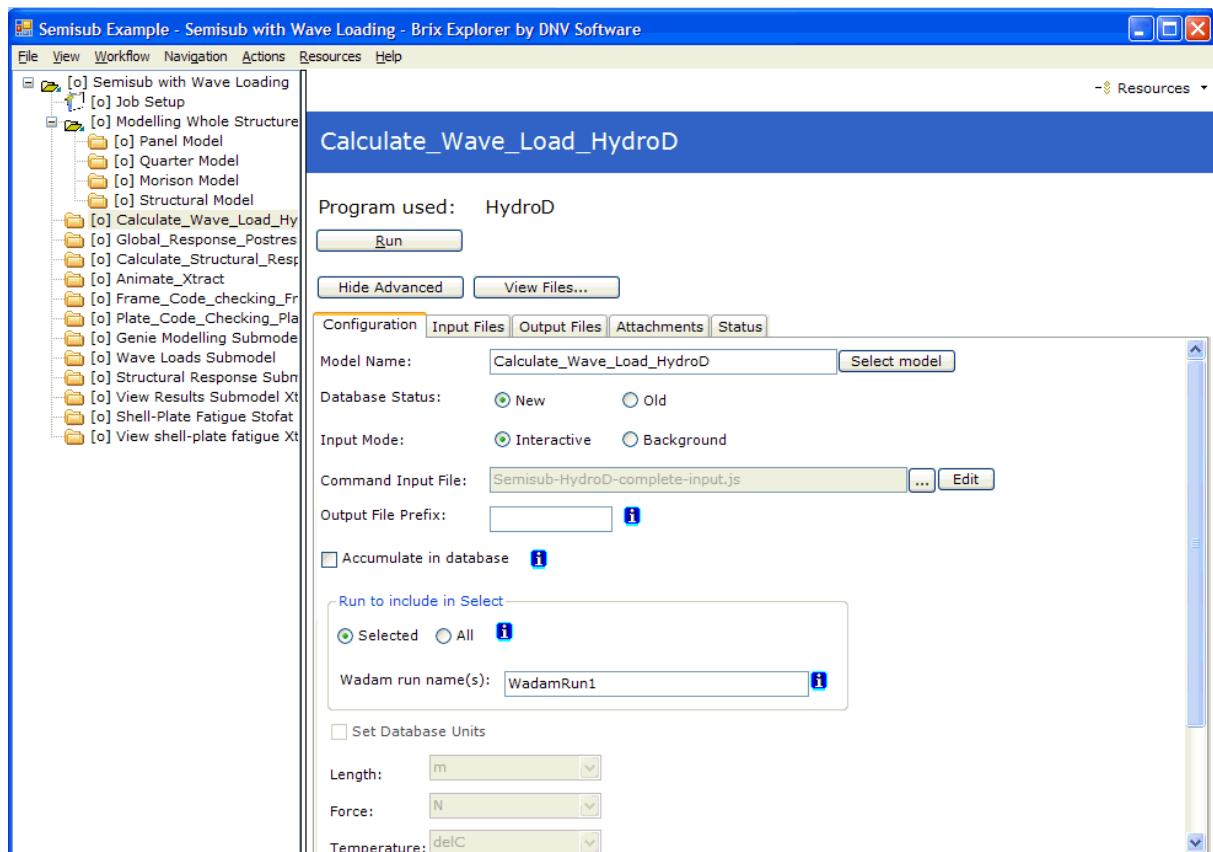 Semisub Example - Semisub with Wave Loading - Brix Explorer by DNV Software
File View Workflow Navigation Actions Resources Help
[o] Semisub with Wave Loading
[o] Job Setup
[o] Modelling Whole Structure
[o] Panel Model
[o] Quarter Model
[o] Morison Model
[o] Structural Model
[o] Calculate_Wave_Load_Hy
[o] Global_Response_Postres
[o] Calculate_Structural_Resp
[o] Animate_Xtract
[o] Frame_Code_checking_Fr
[o] Plate_Code_Checking_Pla
[o] Genie Modelling Submode
[o] Wave Loads Submodel
[o] Structural Response Subm
[o] View Results Submodel Xt
[o] Shell-Plate Fatigue Stofat
[o] View shell-plate fatigue Xt
Resources
Calculate_Wave_Load_HydroD
Program used: HydroD
Run
Hide Advanced View Files...
Configuration Input Files Output Files Attachments Status
Model Name: Calculate_Wave_Load_HydroD Select model
Database Status: New Old
Input Mode: Interactive Background
Command Input File: Semisub-HydroD-complete-input.js ... Edit
Output File Prefix: i
Accumulate in database i
Run to include in Select
Selected All i
Wadam run name(s): WadamRun1 i
Set Database Units
Length: m
Force: N
Temperature: delC